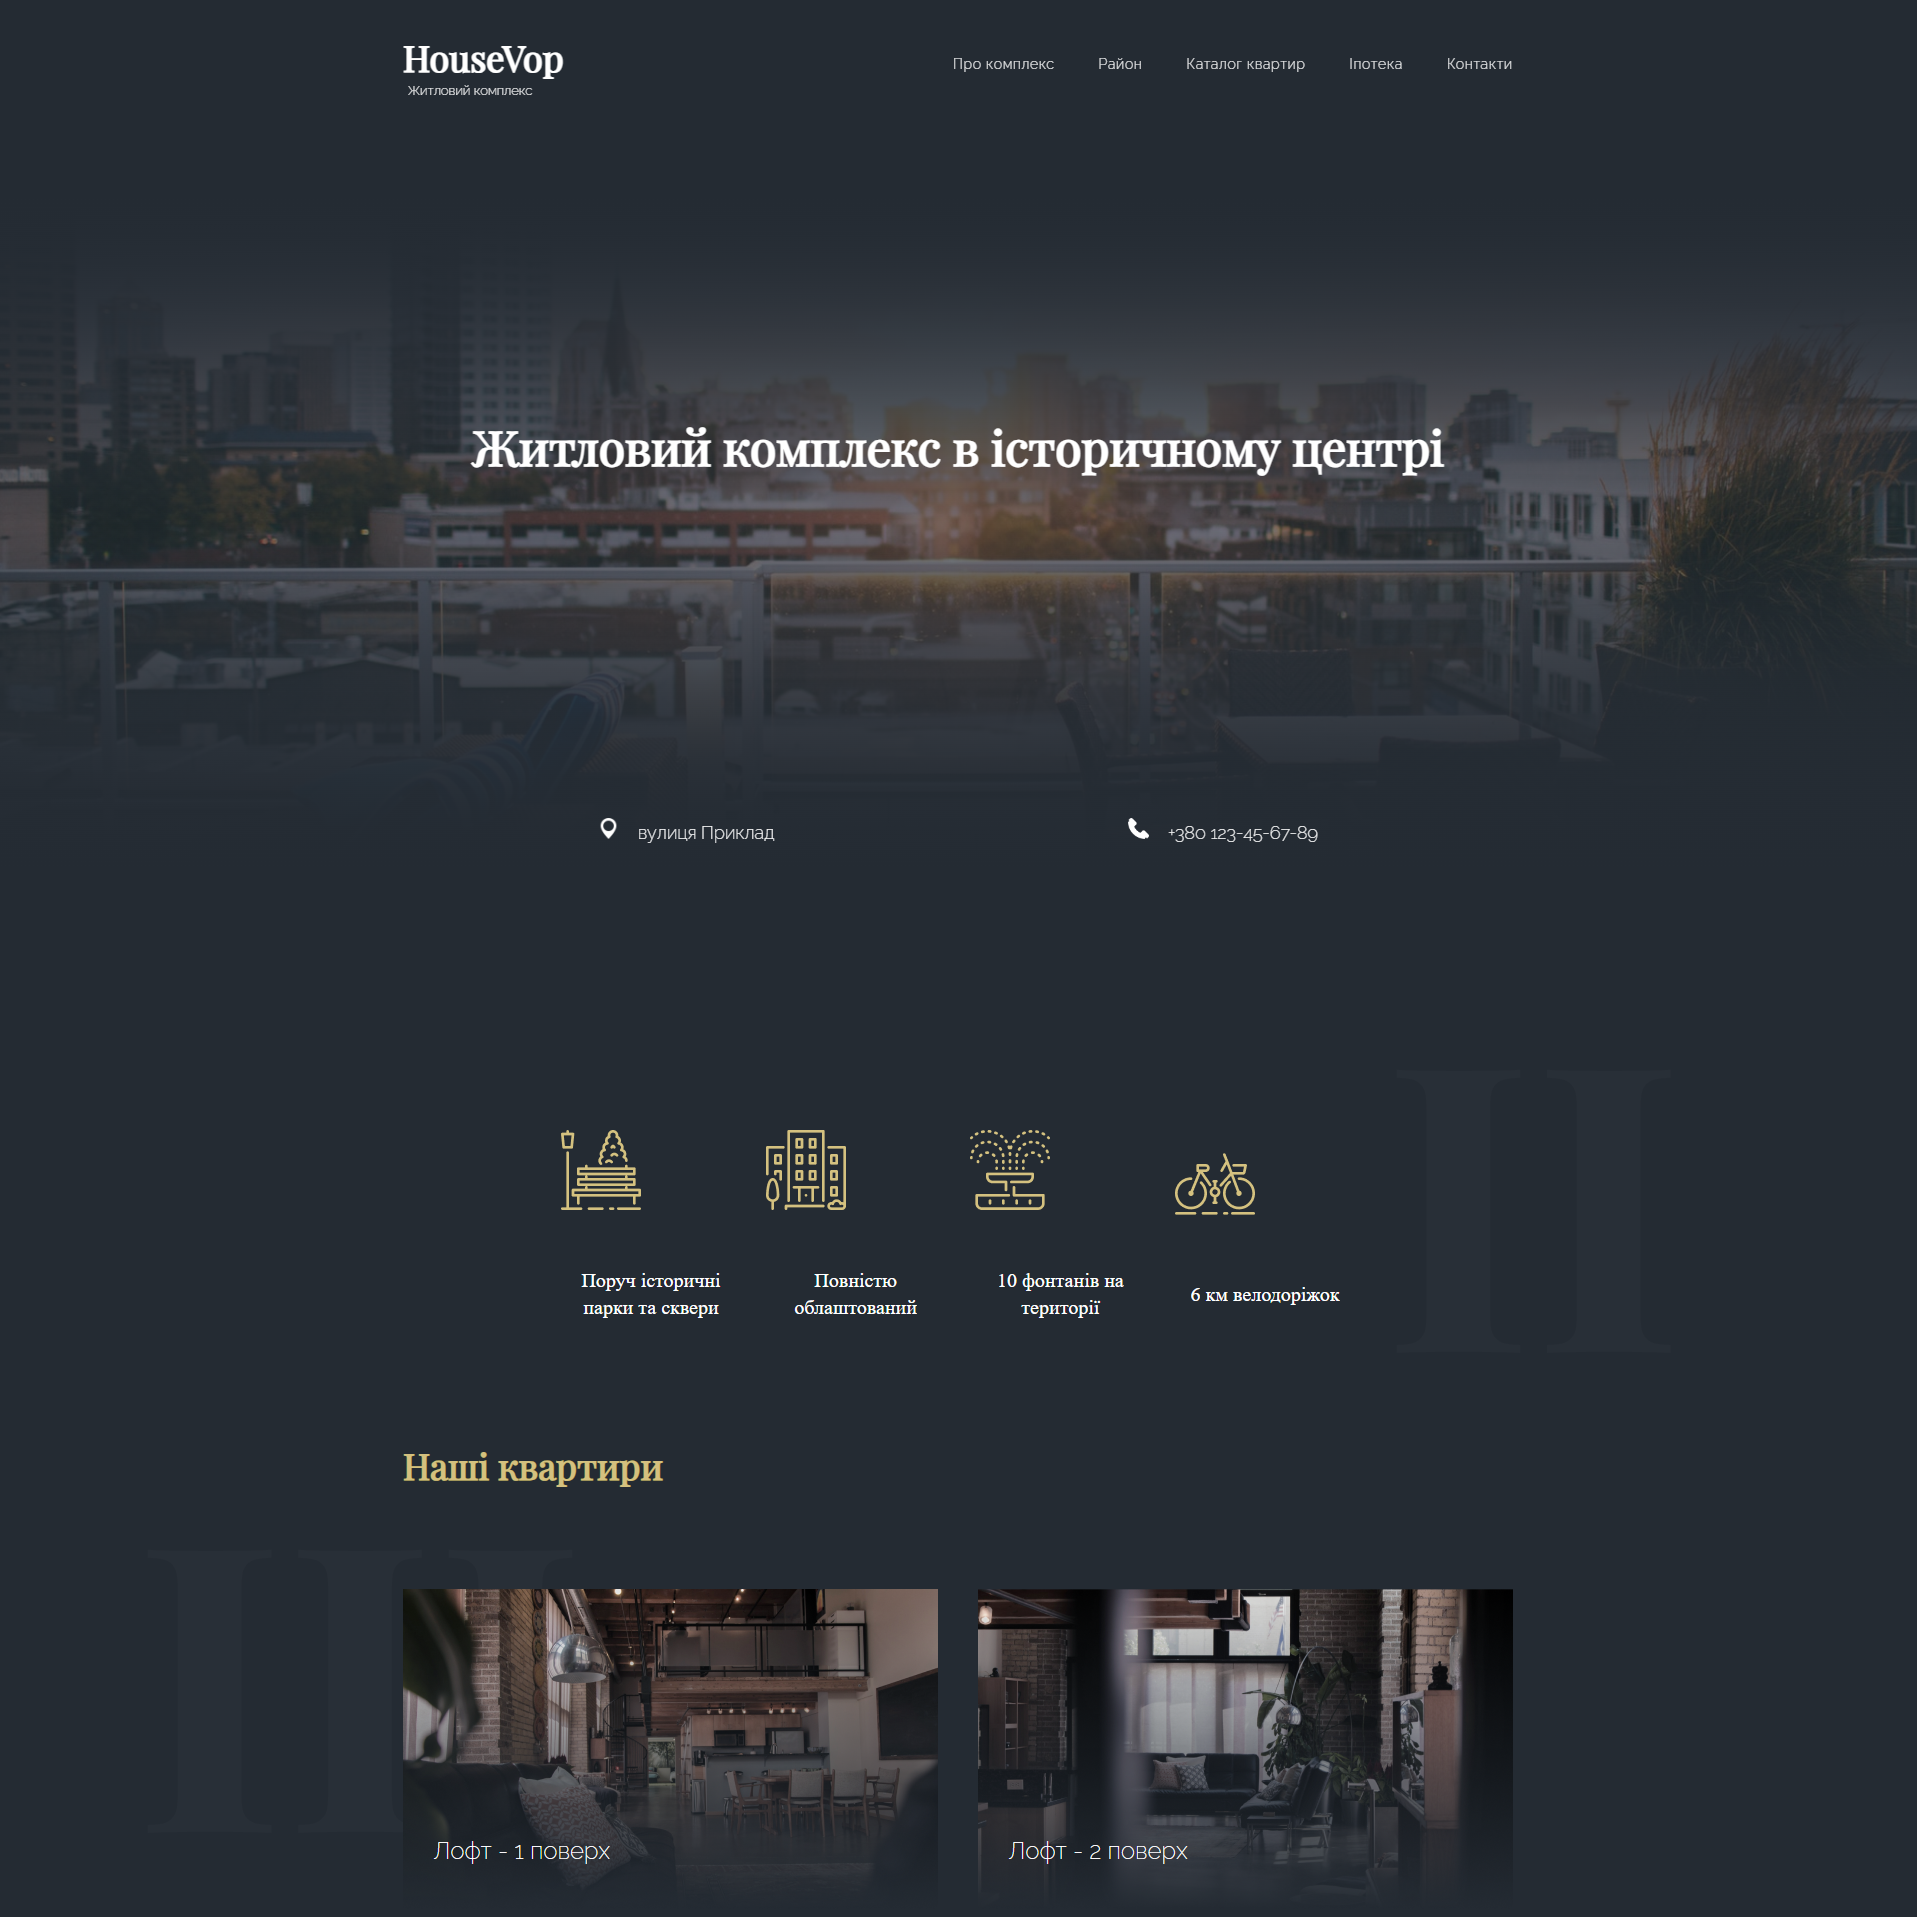 HouseVop
Житловий комплекс
Про комплекс
Район
Каталог квартир
Іпотека
Контакти
Житловий комплекс в історичному центрі
вулиця Приклад
+380 123-45-67-89
II
Поруч історичні
парки та сквери
Повністю
облаштований
10 фонтанів на
території
6 км велодоріжок
Наші квартири
III
Лофт - 1 поверх
Лофт - 2 поверх